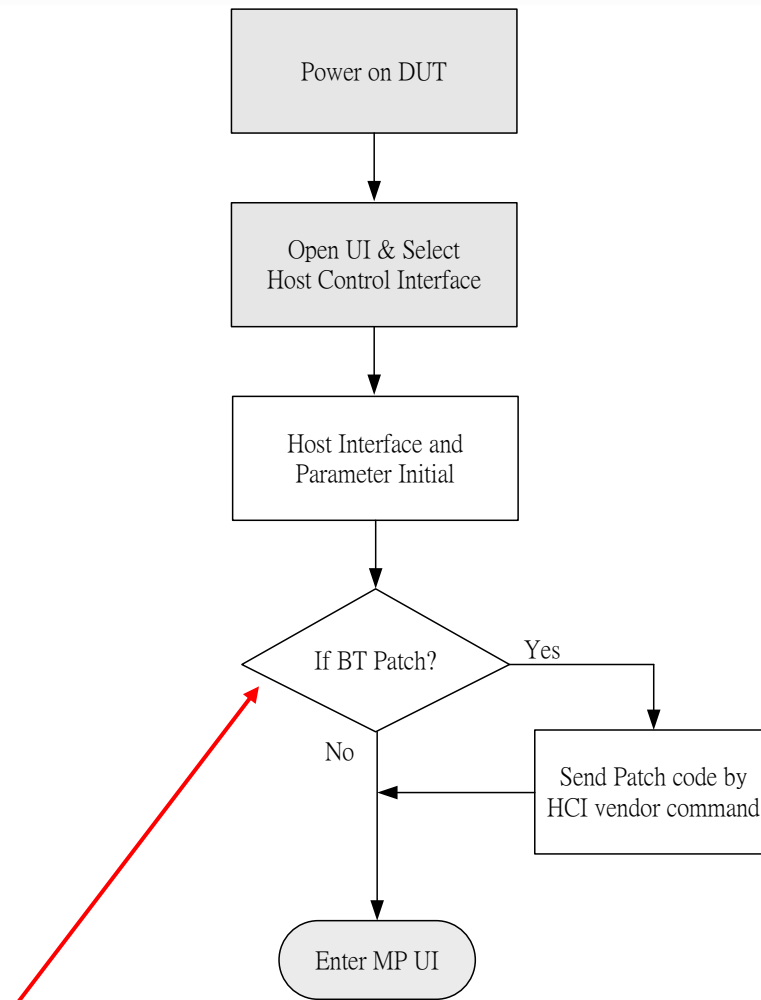 Power on DUT
Open UI & Select
Host Control Interface
Host Interface and
Parameter Initial
If BT Patch?
Yes
No
Send Patch code by
HCI vendor command
Enter MP UI